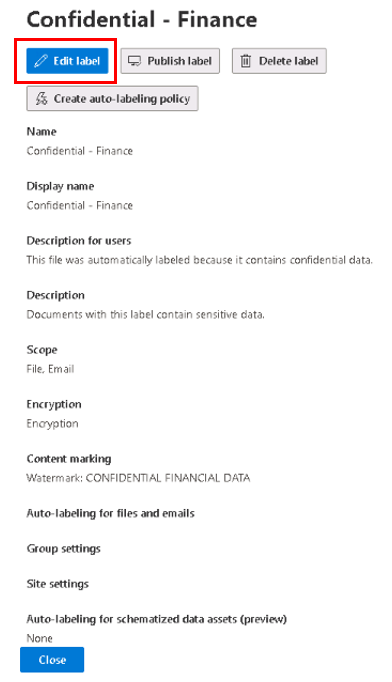 Confidential - Finance
Edit label
Publish label
Delete label
Create auto-labeling policy
Name
Confidential - Finance
Display name
Confidential - Finance
Description for users
This file was automatically labeled because it contains confidential data.
Description
Documents with this label contain sensitive data.
Scope
File, Email
Encryption
Encryption
Content marking
Watermark: CONFIDENTIAL FINANCIAL DATA
Auto-labeling for files and emails
Group settings
Site settings
Auto-labeling for schematized data assets (preview)
None
Close